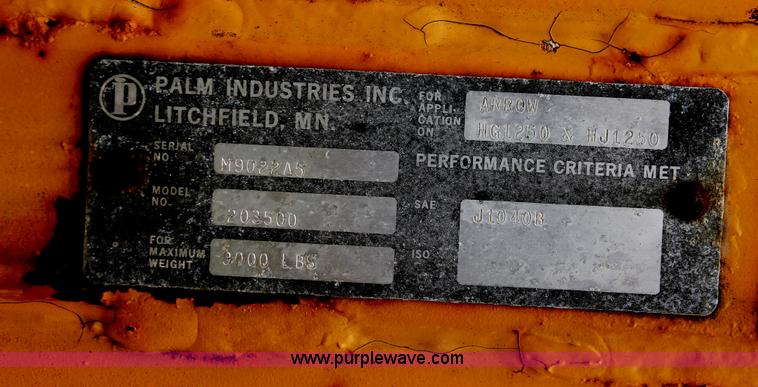 P
PALM INDUSTRIES INC.
LITCHFIELD, MN.
FOR
APPLI-
CATION
ON
ARROW
HG1250 X HJ1250
SERIAL
NO.
M9022A5
PERFORMANCE CRITERIA MET
MODEL
NO.
203500
SAE
J1040B
FOR
MAXIMUM
WEIGHT
9000 LBS
ISO
www.purplewave.com